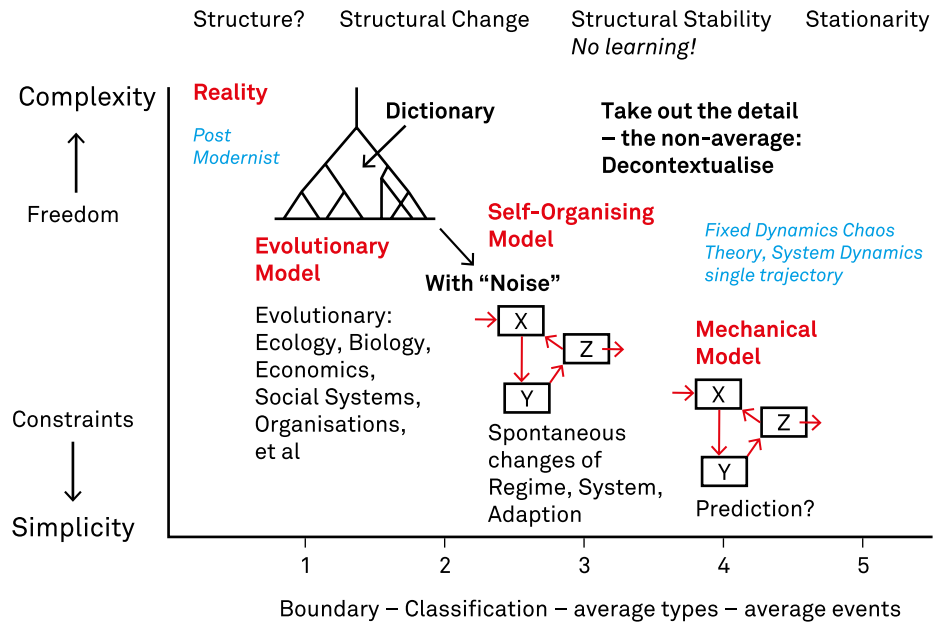 Structure?
Structural Change
Structural Stability
No learning!
Stationarity
Complexity
Freedom
Constraints
Simplicity
Reality
Post
Modernist
Dictionary
Take out the detail
– the non-average:
Decontextualise
Evolutionary
Model
Evolutionary:
Ecology, Biology,
Economics,
Social Systems,
Organisations,
et al
Self-Organising
Model
With “Noise”
X
Z
Y
Spontaneous
changes of
Regime, System,
Adaption
Fixed Dynamics Chaos
Theory, System Dynamics
single trajectory
Mechanical
Model
X
Z
Y
Prediction?
1
2
3
4
5
Boundary – Classification – average types – average events